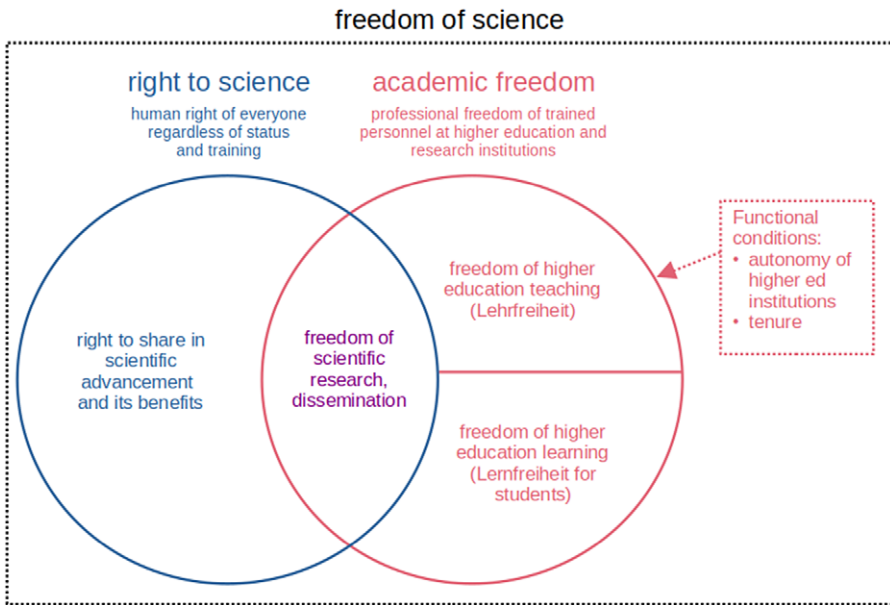 freedom of science
right to science
human right of everyone
regardless of status
and training
academic freedom
professional freedom of trained
personnel at higher education and
research institutions
right to share in
scientific
advancement
and its benefits
freedom of
scientific
research,
dissemination
freedom of higher
education teaching
(Lehrfreiheit)
freedom of higher
education learning
(Lernfreiheit for
students)
Functional
conditions:
• autonomy of
higher ed
institutions
• tenure